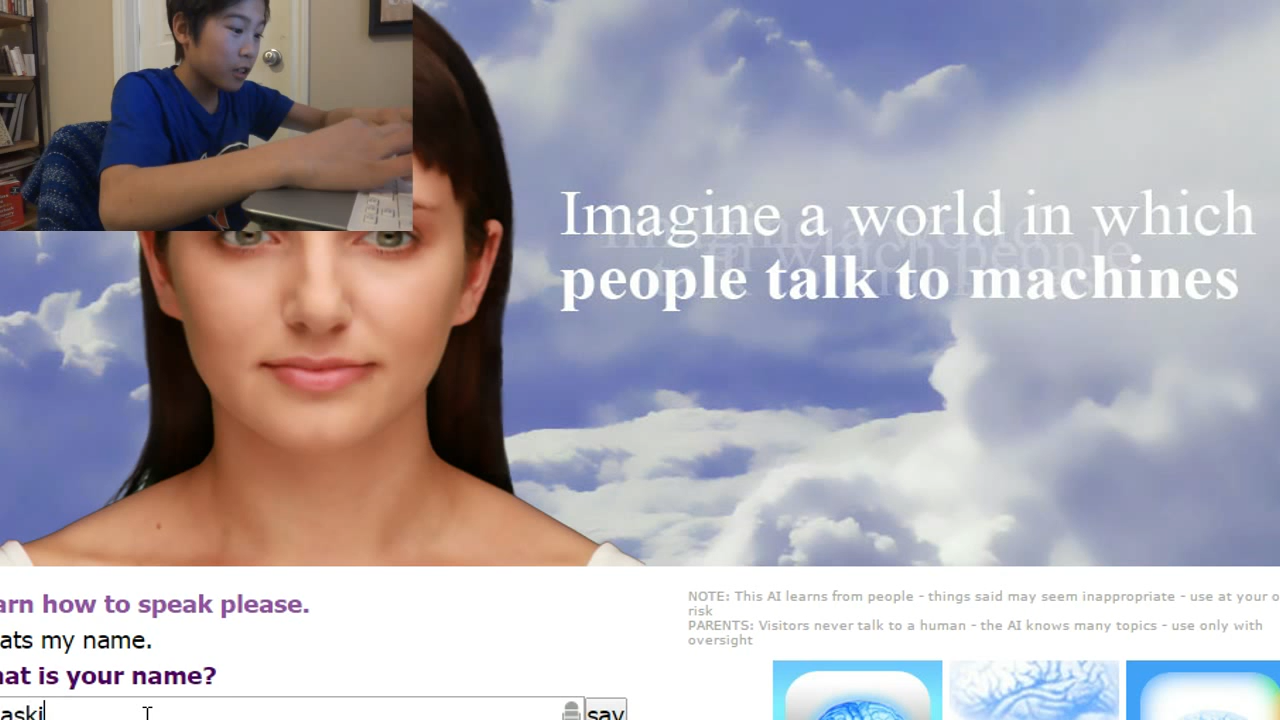 Imagine a world in which
people talk to machines
arn how to speak please.
ats my name.
hat is your name?
aski
say
NOTE: This AI learns from people - things said may seem inappropriate - use at your o
risk
PARENTS: Visitors never talk to a human - the AI knows many topics - use only with
oversight